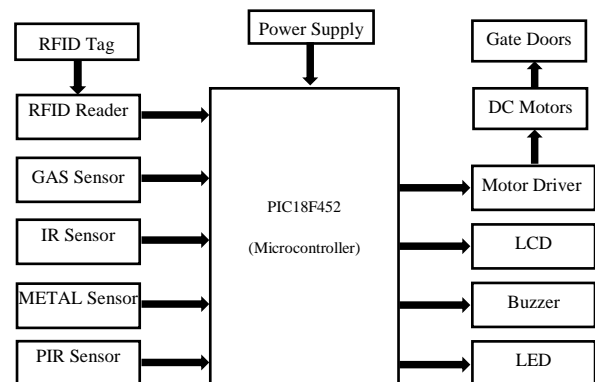 RFID Tag
Power Supply
Gate Doors
RFID Reader
DC Motors
GAS Sensor
Motor Driver
PIC18F452
(Microcontroller)
IR Sensor
LCD
METAL Sensor
Buzzer
PIR Sensor
LED